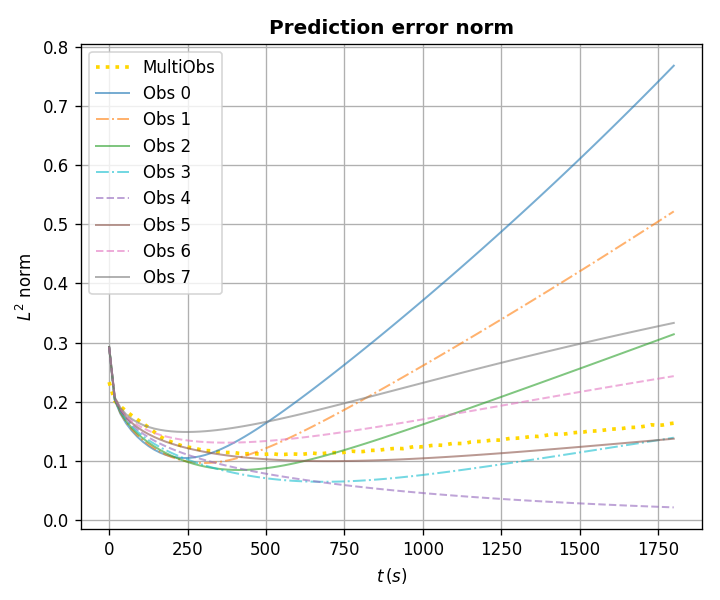 Prediction error norm
0.8
0.7
0.6
0.5
0.4
0.3
0.2
0.1
0.0
L² norm
MultiObs
Obs 0
Obs 1
Obs 2
Obs 3
Obs 4
Obs 5
Obs 6
Obs 7
0 250 500 750 1000 1250 1500 1750
t (s)